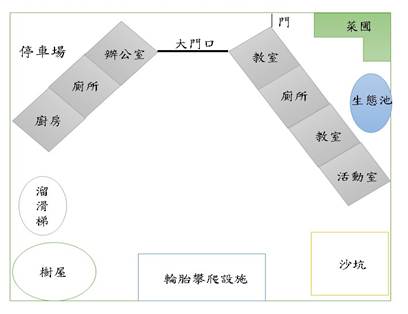 門
菜圃
大門口
停車場
辦公室
教室
廁所
廁所
生態池
廚房
教室
活動室
溜
滑
梯
樹屋
輪胎攀爬設施
沙坑